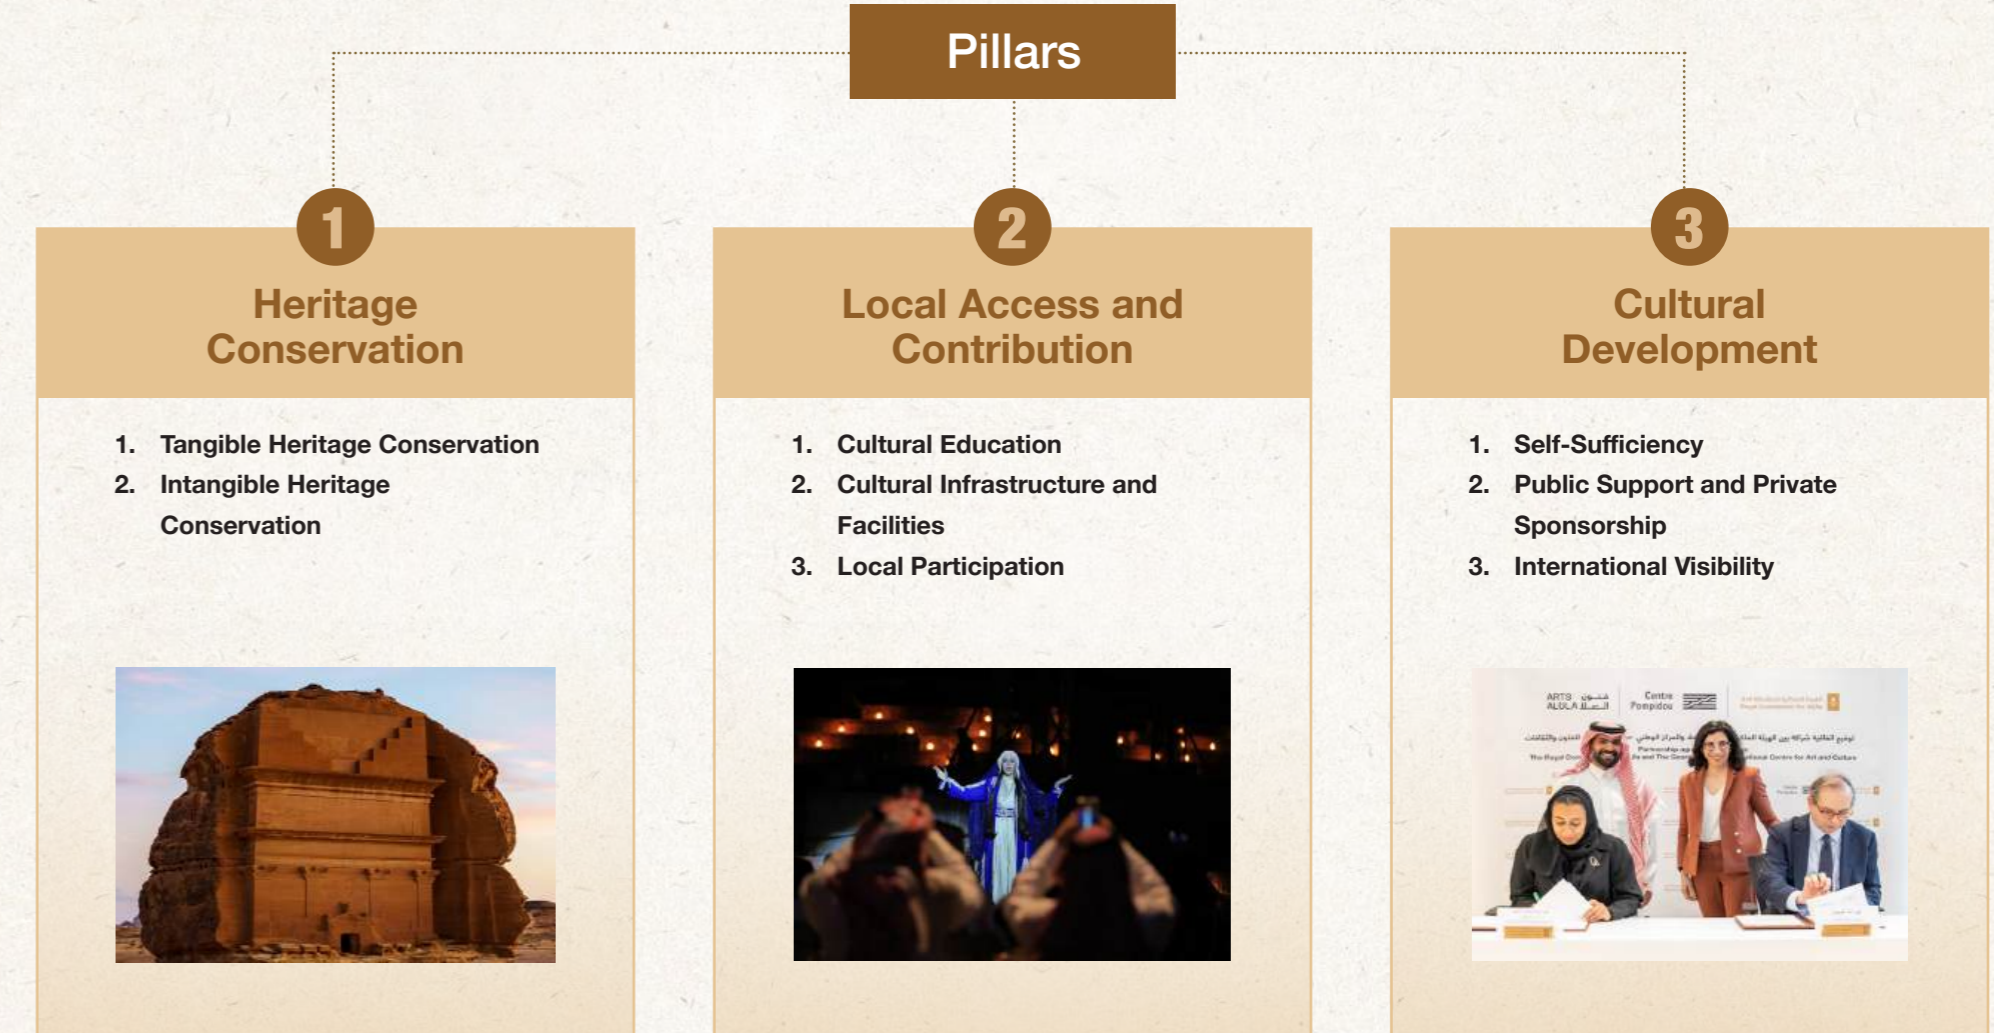 Pillars
1
Heritage
Conservation
1. Tangible Heritage Conservation
2. Intangible Heritage
Conservation
2
Local Access and
Contribution
1. Cultural Education
2. Cultural Infrastructure and
Facilities
3. Local Participation
3
Cultural
Development
1. Self-Sufficiency
2. Public Support and Private
Sponsorship
3. International Visibility
ARTS فنون
ALULA العلا
Centre
Pompidou